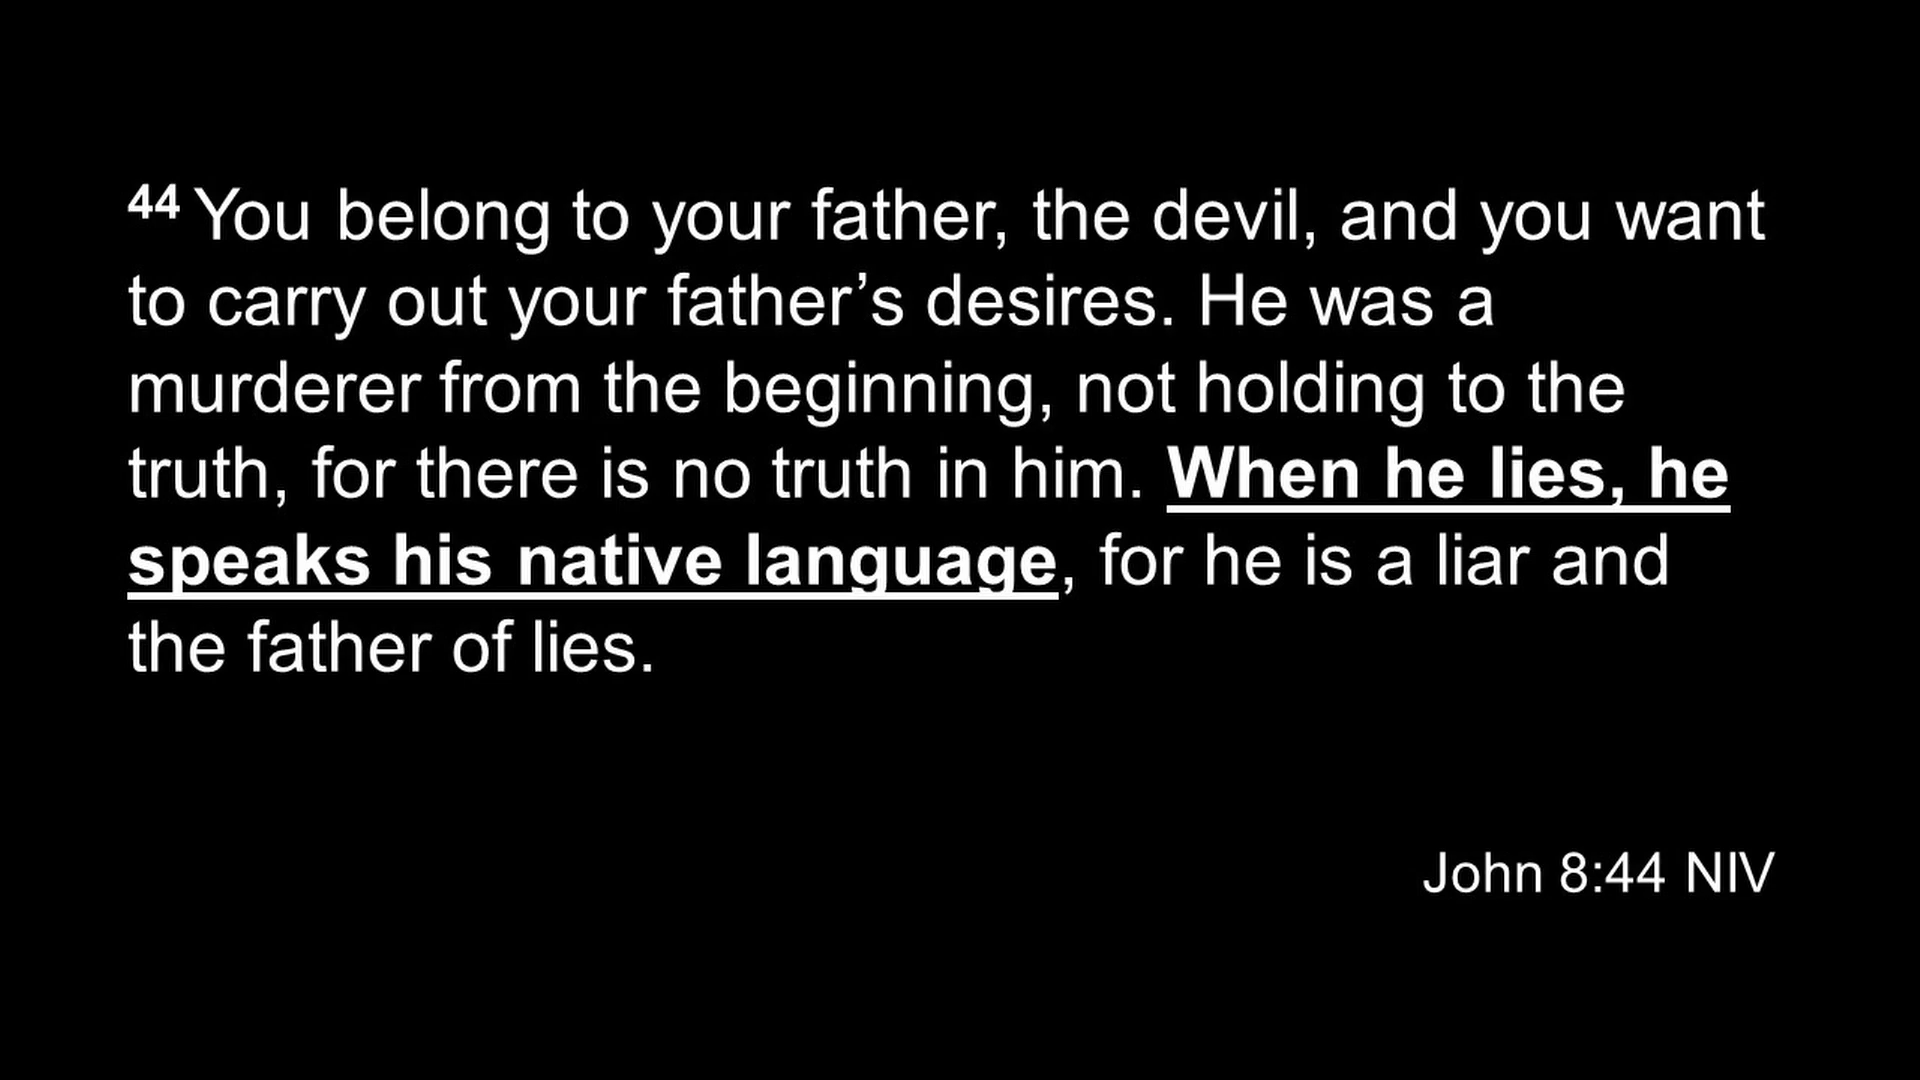 44 You belong to your father, the devil, and you want
to carry out your father’s desires. He was a
murderer from the beginning, not holding to the
truth, for there is no truth in him. When he lies, he
speaks his native language, for he is a liar and
the father of lies.
John 8:44 NIV